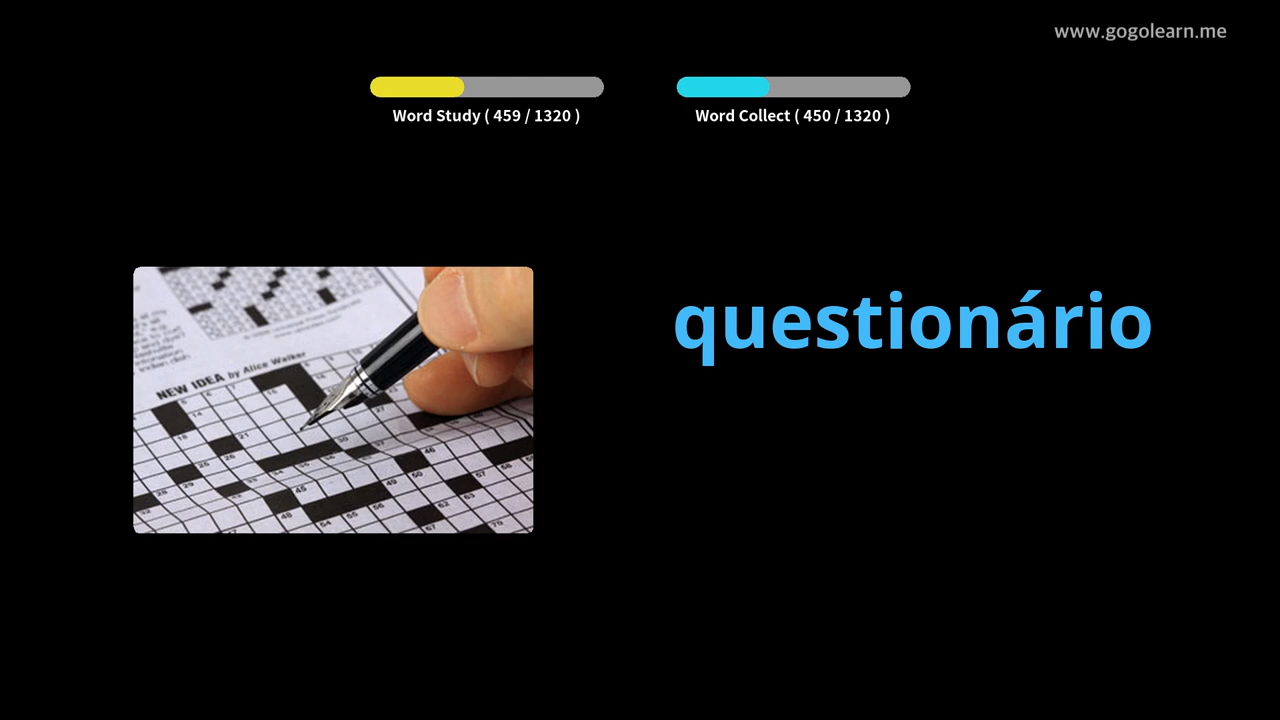 www.gogolearn.me
Word Study ( 459 / 1320 )
Word Collect ( 450 / 1320 )
questionário
NEW IDEA by Alice Walker